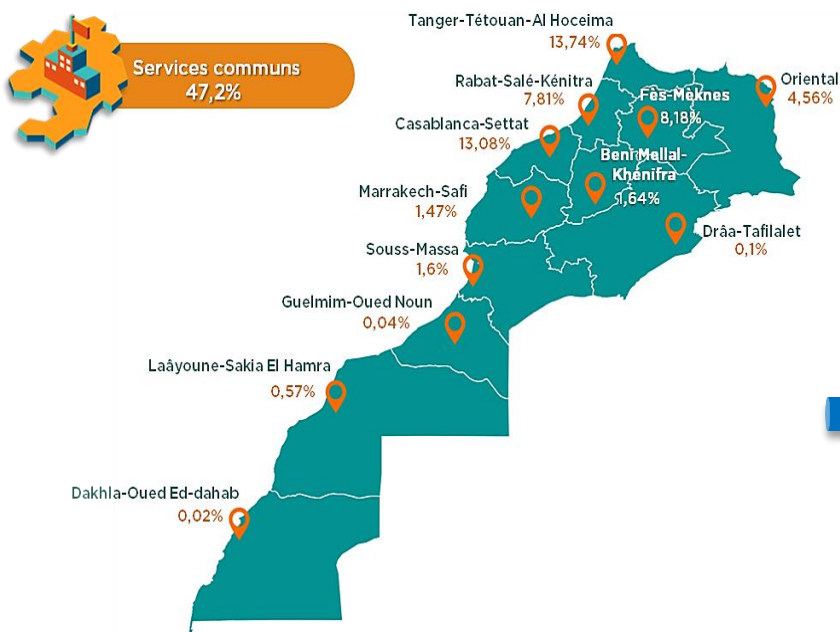 Tanger-Tétouan-Al Hoceima
13,74%
Services communs
47,2%
Rabat-Salé-Kénitra
7,81%
Oriental
4,56%
Fès-Mèknes
8,18%
Casablanca-Settat
13,08%
Beni Mellal-
Khénifra
1,64%
Marrakech-Safi
1,47%
Drâa-Tafilalet
0,1%
Souss-Massa
1,6%
Guelmim-Oued Noun
0,04%
Laâyoune-Sakia El Hamra
0,57%
Dakhla-Oued Ed-dahab
0,02%